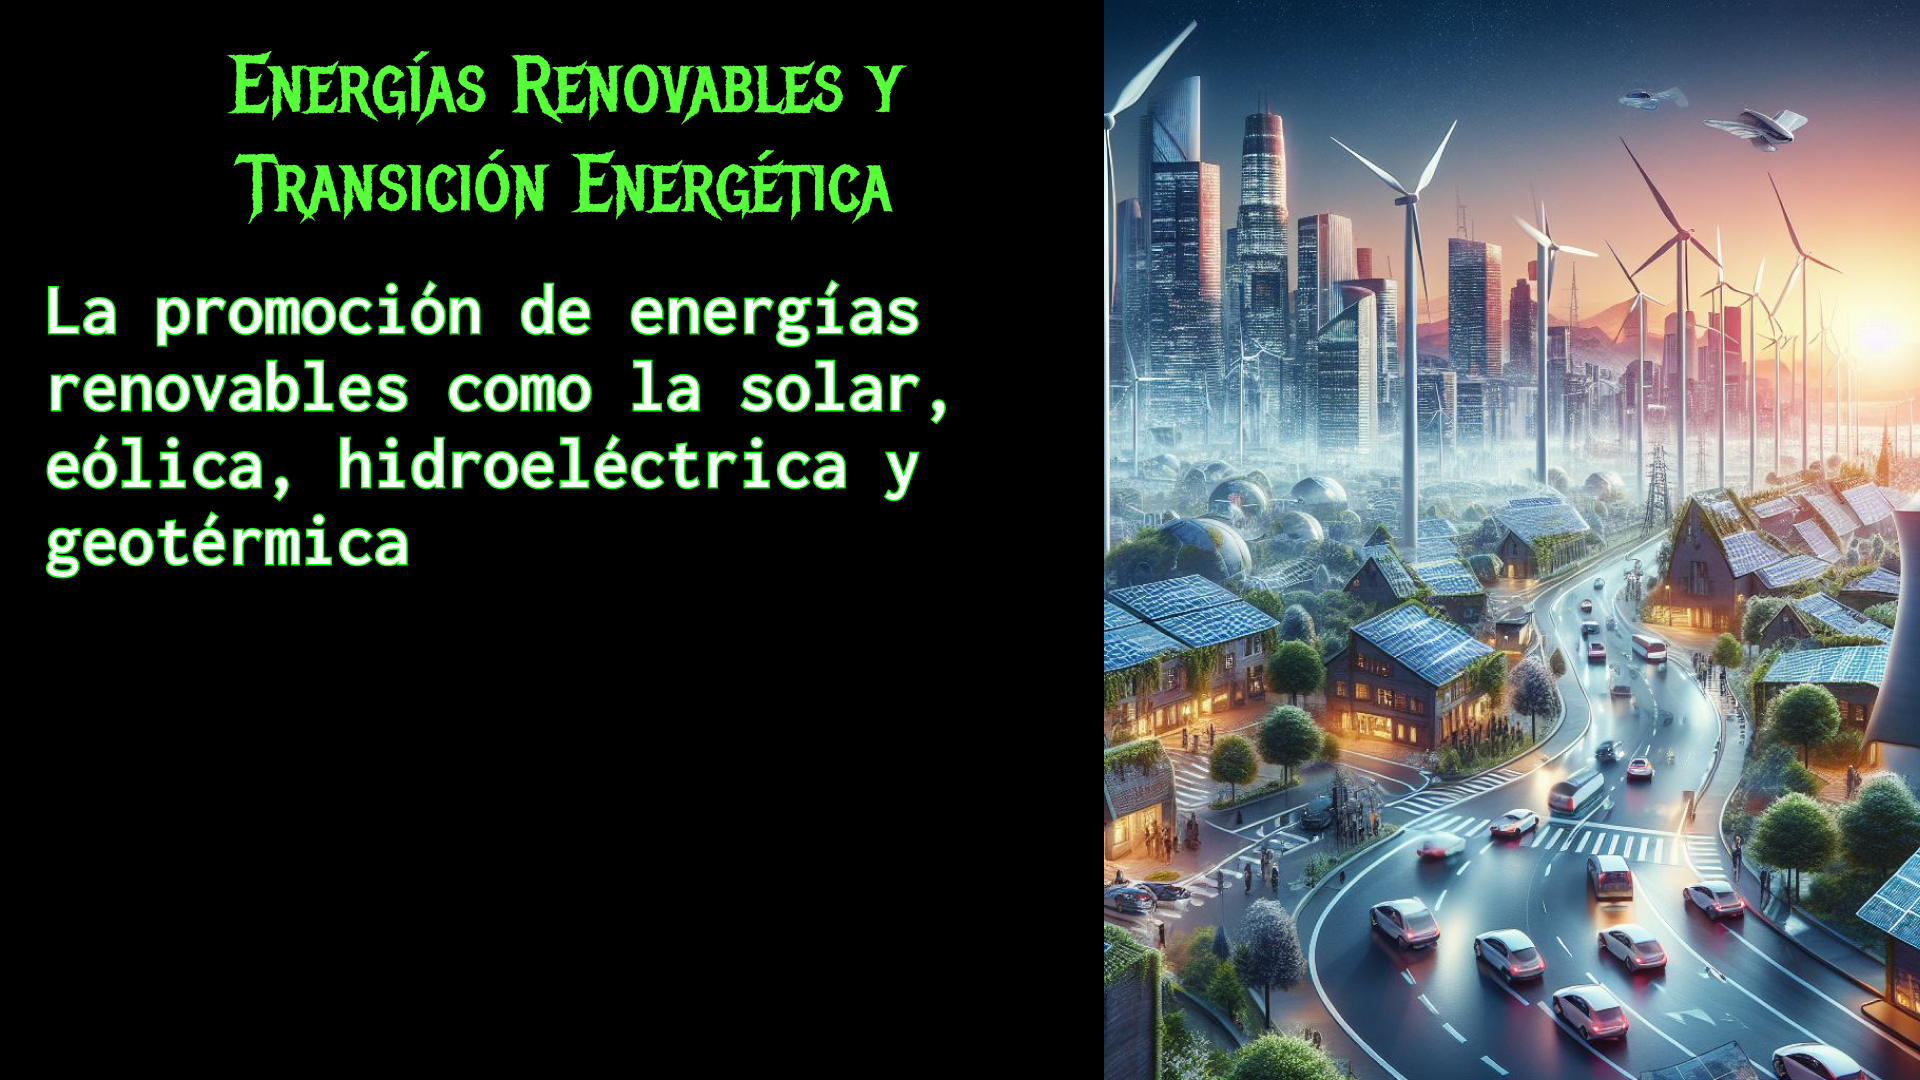 Energías Renovables y
Transición Energética
La promoción de energías
renovables como la solar,
eólica, hidroeléctrica y
geotérmica